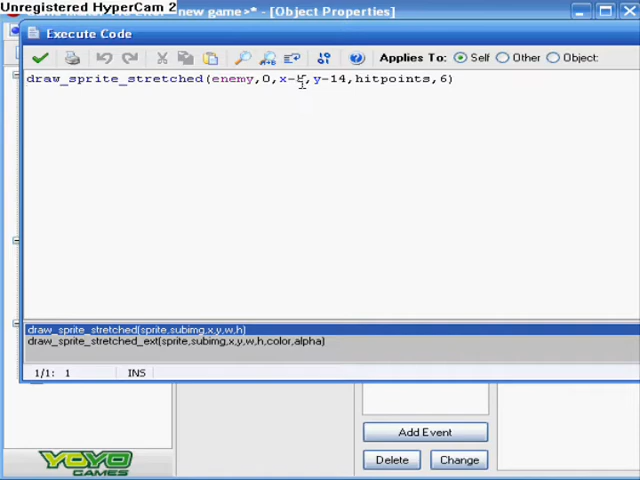 Unregistered HyperCam 2
new game>* - [Object Properties]
Execute Code
Applies To: Self Other Object:
draw_sprite_stretched(enemy,0,x- ,y-14,hitpoints,6)
draw_sprite_stretched(sprite,subimg,x,y,w,h)
draw_sprite_stretched_ext(sprite,subimg,x,y,w,h,color,alpha)
1/1: 1 INS
Add Event
Delete Change
YOYO
GAMES